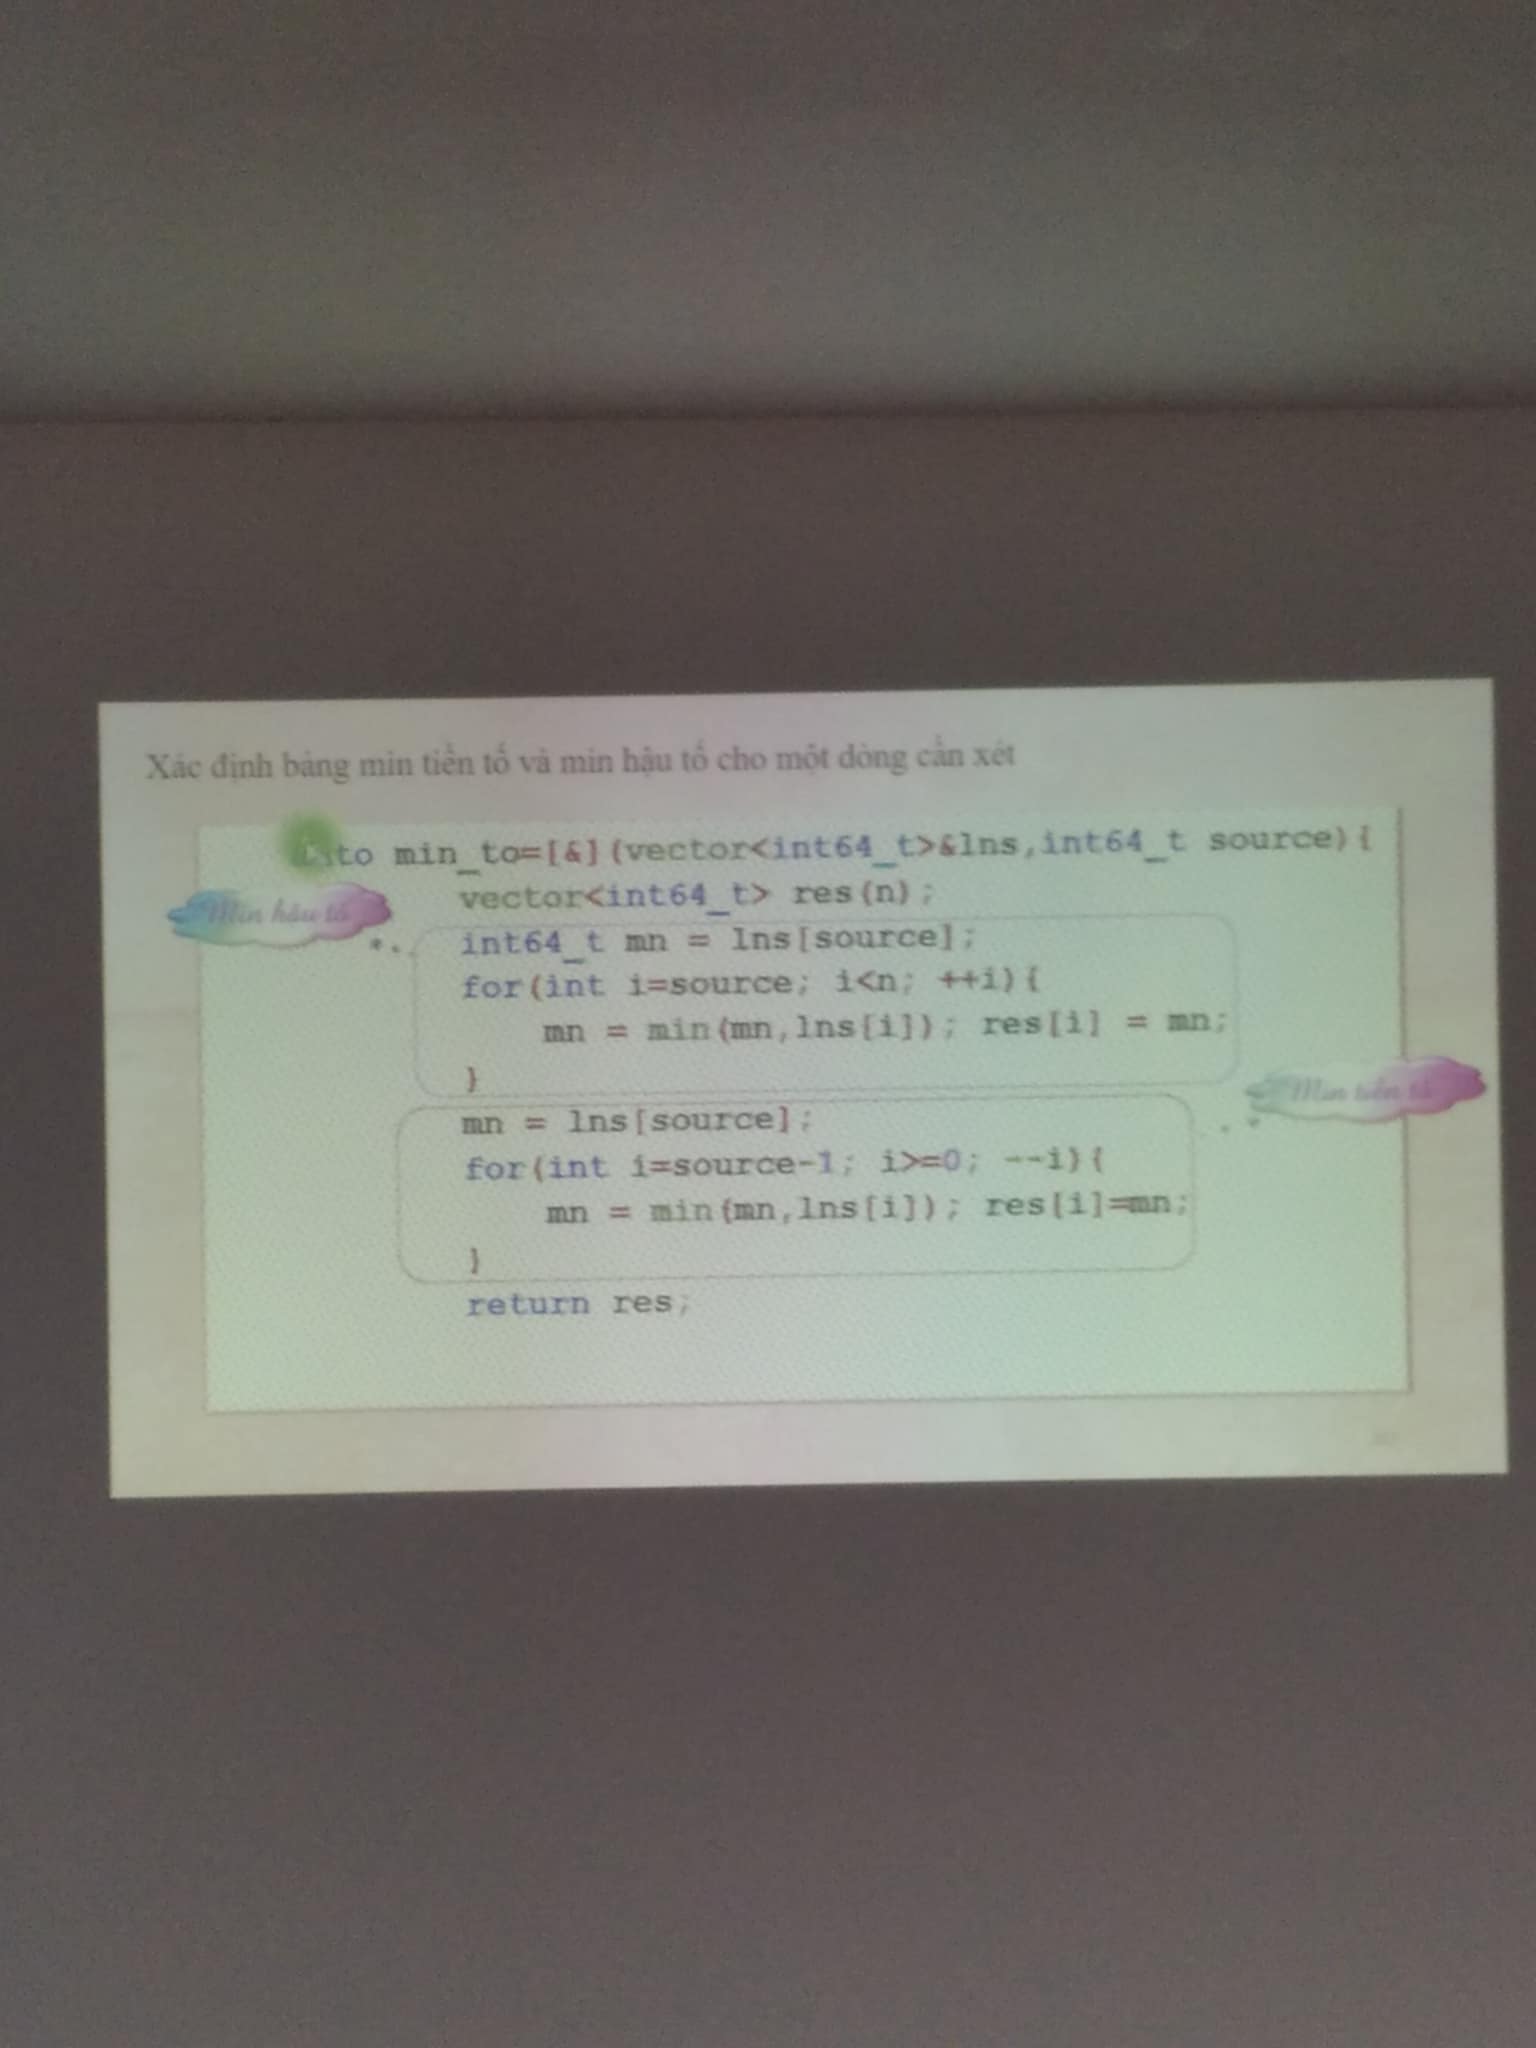 Xác định bảng min tiền tố và min hậu tố cho một dòng cần xét
auto min_to=[&](vector<int64_t>&lns,int64_t source){
vector<int64_t> res(n);
Min hậu tố
int64_t mn = lns[source];
for(int i=source; i<n; ++i){
mn = min(mn,lns[i]); res[i] = mn;
}
Min tiền tố
mn = lns[source];
for(int i=source-1; i>=0; --i){
mn = min(mn,lns[i]); res[i]=mn;
}
return res;